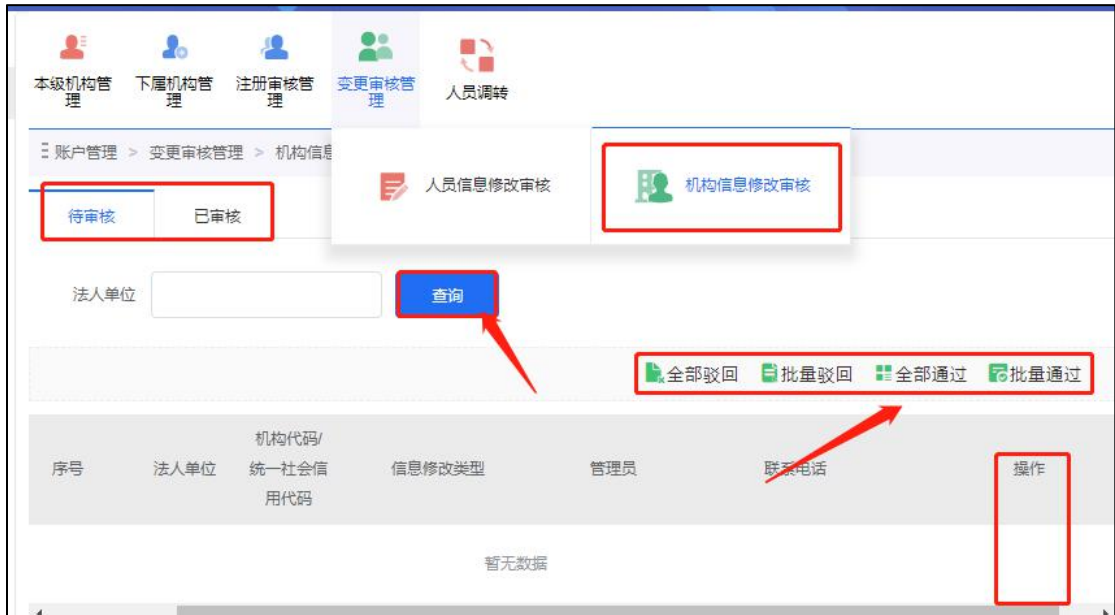 本级机构管
理
下属机构管
理
注册审核管
理
变更审核管
理
人员调转
账户管理 > 变更审核管理 > 机构信息
人员信息修改审核
机构信息修改审核
待审核
已审核
法人单位
查询
全部驳回
批量驳回
全部通过
批量通过
序号
法人单位
机构代码/
统一社会信
用代码
信息修改类型
管理员
联系电话
操作
暂无数据